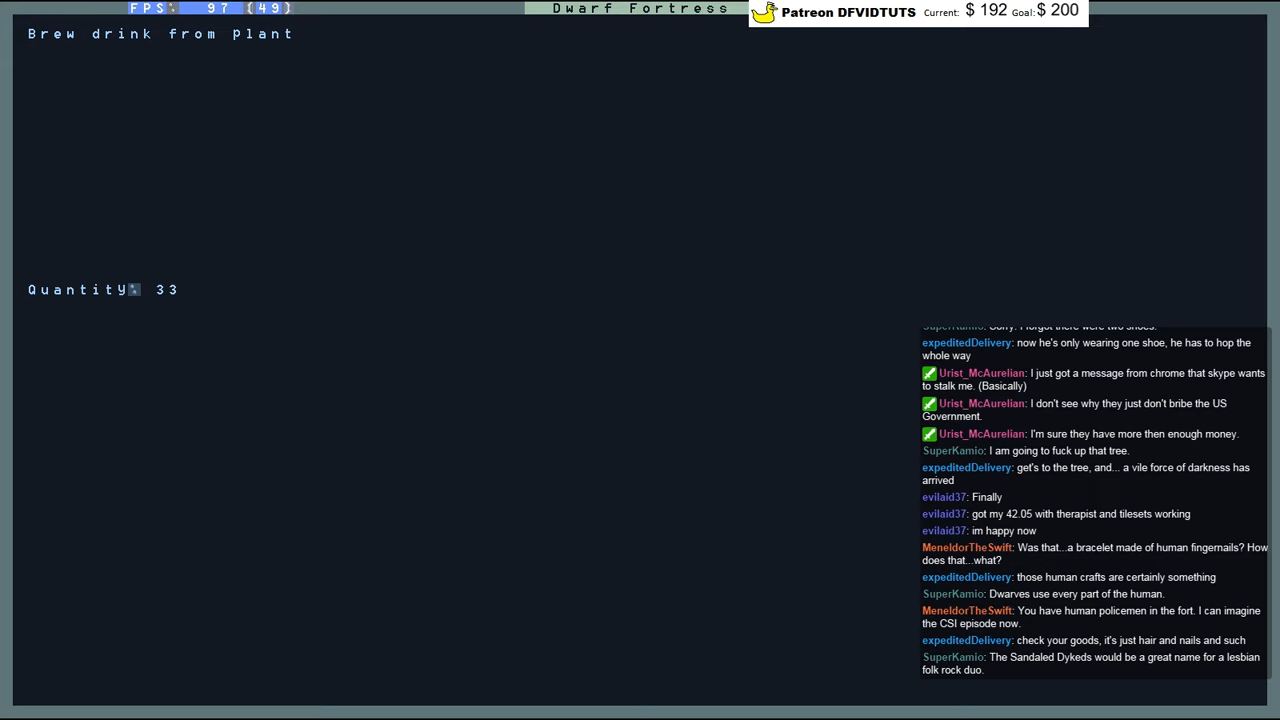 FPS: 97 (49)
Dwarf Fortress
Patreon DFVIDTUTS Current: $ 192 Goal: $ 200
Brew drink from plant
Quantity: 33
SuperKamio: Sorry. I forgot there were two shoes.
expeditedDelivery: now he's only wearing one shoe, he has to hop the
whole way
Urist_McAurelian: I just got a message from chrome that skype wants
to stalk me. (Basically)
Urist_McAurelian: I don't see why they just don't bribe the US
Government.
Urist_McAurelian: I'm sure they have more then enough money.
SuperKamio: I am going to fuck up that tree.
expeditedDelivery: get's to the tree, and... a vile force of darkness has
arrived
evilaid37: Finally
evilaid37: got my 42.05 with therapist and tilesets working
evilaid37: im happy now
MeneldorTheSwift: Was that...a bracelet made of human fingernails? How
does that...what?
expeditedDelivery: those human crafts are certainly something
SuperKamio: Dwarves use every part of the human.
MeneldorTheSwift: You have human policemen in the fort. I can imagine
the CSI episode now.
expeditedDelivery: check your goods, it's just hair and nails and such
SuperKamio: The Sandaled Dykeds would be a great name for a lesbian
folk rock duo.